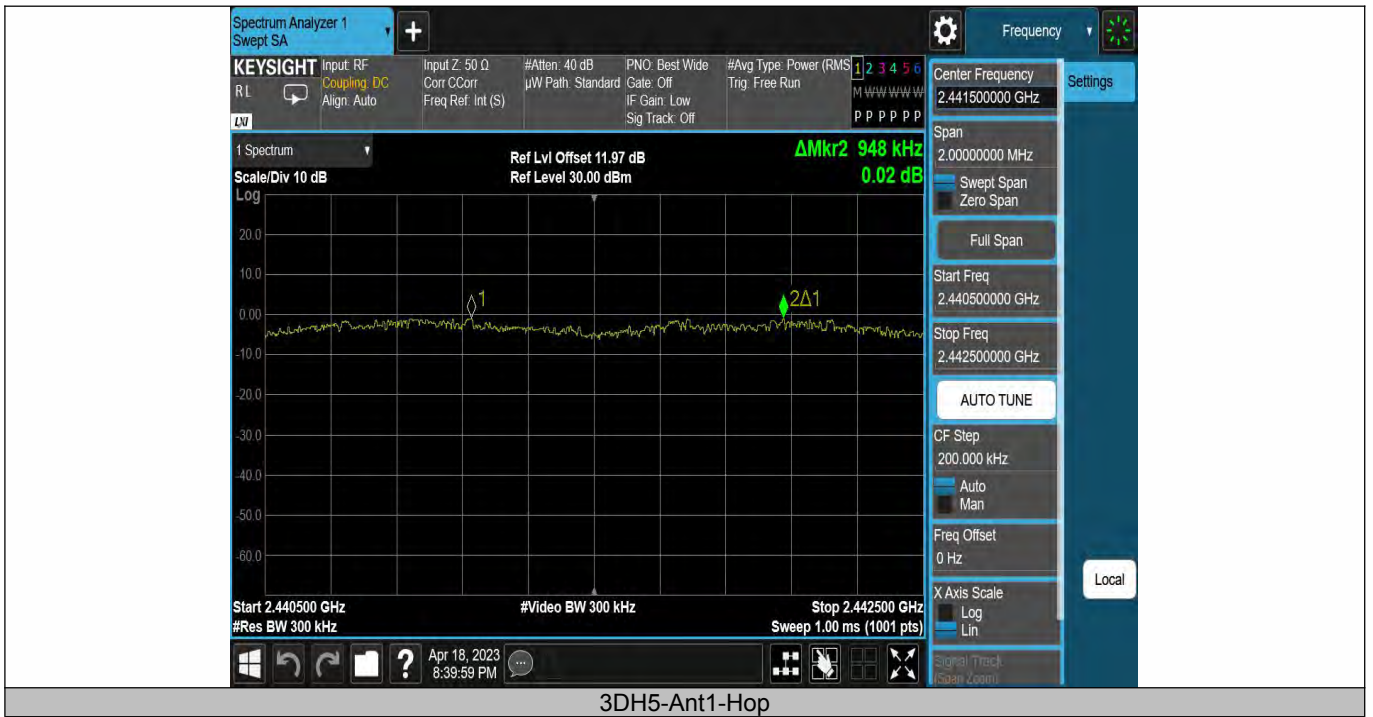 Spectrum Analyzer 1
Swept SA
+
Frequency
KEYSIGHT
RL
LXI
Input: RF
Coupling: DC
Align: Auto
Input Z: 50 Ω
Corr CCorr
Freq Ref: Int (S)
#Atten: 40 dB
µW Path: Standard
PNO: Best Wide
Gate: Off
IF Gain: Low
Sig Track: Off
#Avg Type: Power (RMS
Trig: Free Run
1 2 3 4 5 6
M W W W W W
P P P P P P
1 Spectrum
Scale/Div 10 dB
Ref Lvl Offset 11.97 dB
Ref Level 30.00 dBm
ΔMkr2 948 kHz
0.02 dB
Log
20.0
10.0
0.00
-10.0
-20.0
-30.0
-40.0
-50.0
-60.0
1
2Δ1
Start 2.440500 GHz
#Res BW 300 kHz
#Video BW 300 kHz
Stop 2.442500 GHz
Sweep 1.00 ms (1001 pts)
Center Frequency
2.441500000 GHz
Settings
Span
2.00000000 MHz
Swept Span
Zero Span
Full Span
Start Freq
2.440500000 GHz
Stop Freq
2.442500000 GHz
AUTO TUNE
CF Step
200.000 kHz
Auto
Man
Freq Offset
0 Hz
X Axis Scale
Log
Lin
Signal Track
(Span Zoom)
Local
?
Apr 18, 2023
8:39:59 PM
3DH5-Ant1-Hop